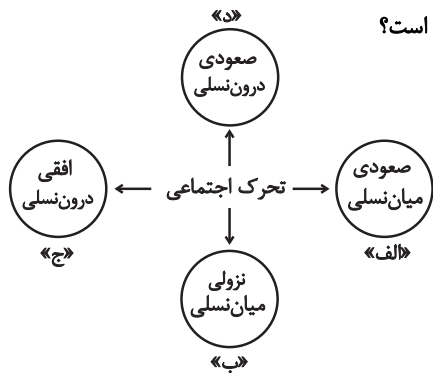 است؟
«د»
صعودی
درون‌نسلی
افقی
درون‌نسلی
«ج»
تحرک اجتماعی
صعودی
میان‌نسلی
«الف»
نزولی
میان‌نسلی
«ب»